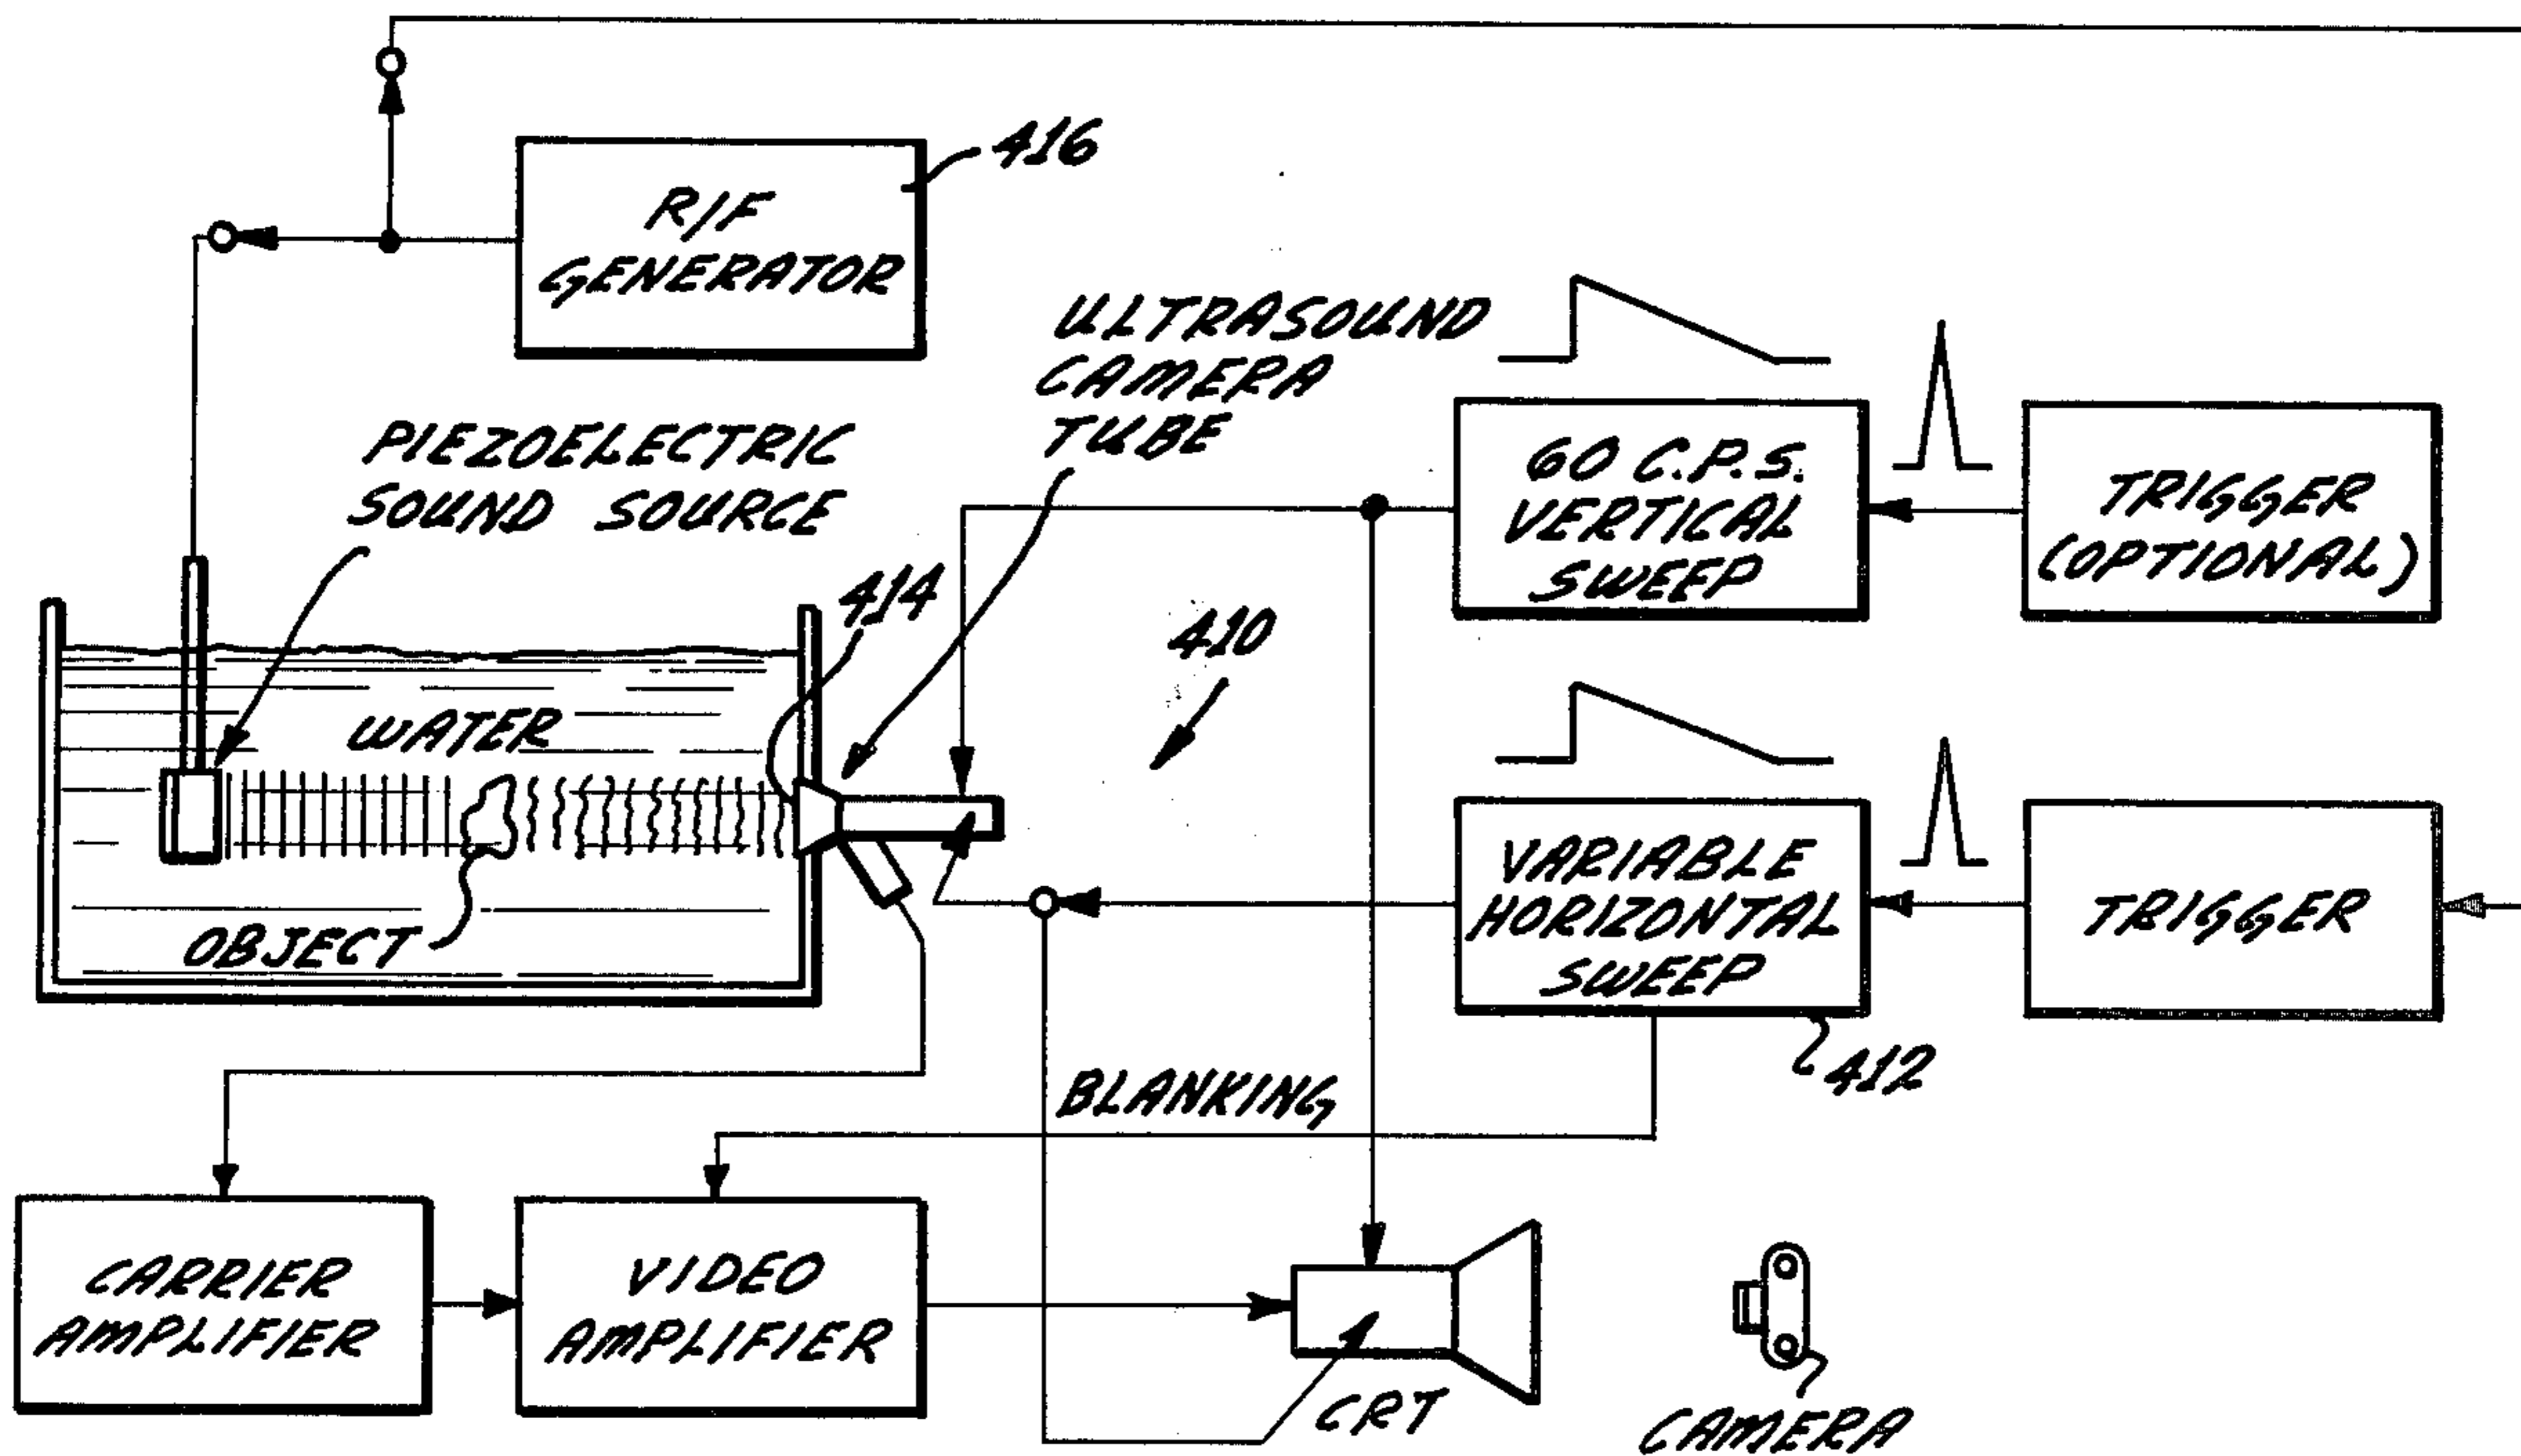 416
R/F
GENERATOR
ULTRASOUND
CAMERA
TUBE
PIEZOELECTRIC
SOUND SOURCE
60 C.P.S.
VERTICAL
SWEEP
TRIGGER
(OPTIONAL)
414
410
WATER
OBJECT
VARIABLE
HORIZONTAL
SWEEP
TRIGGER
412
BLANKING
CARRIER
AMPLIFIER
VIDEO
AMPLIFIER
CRT
CAMERA